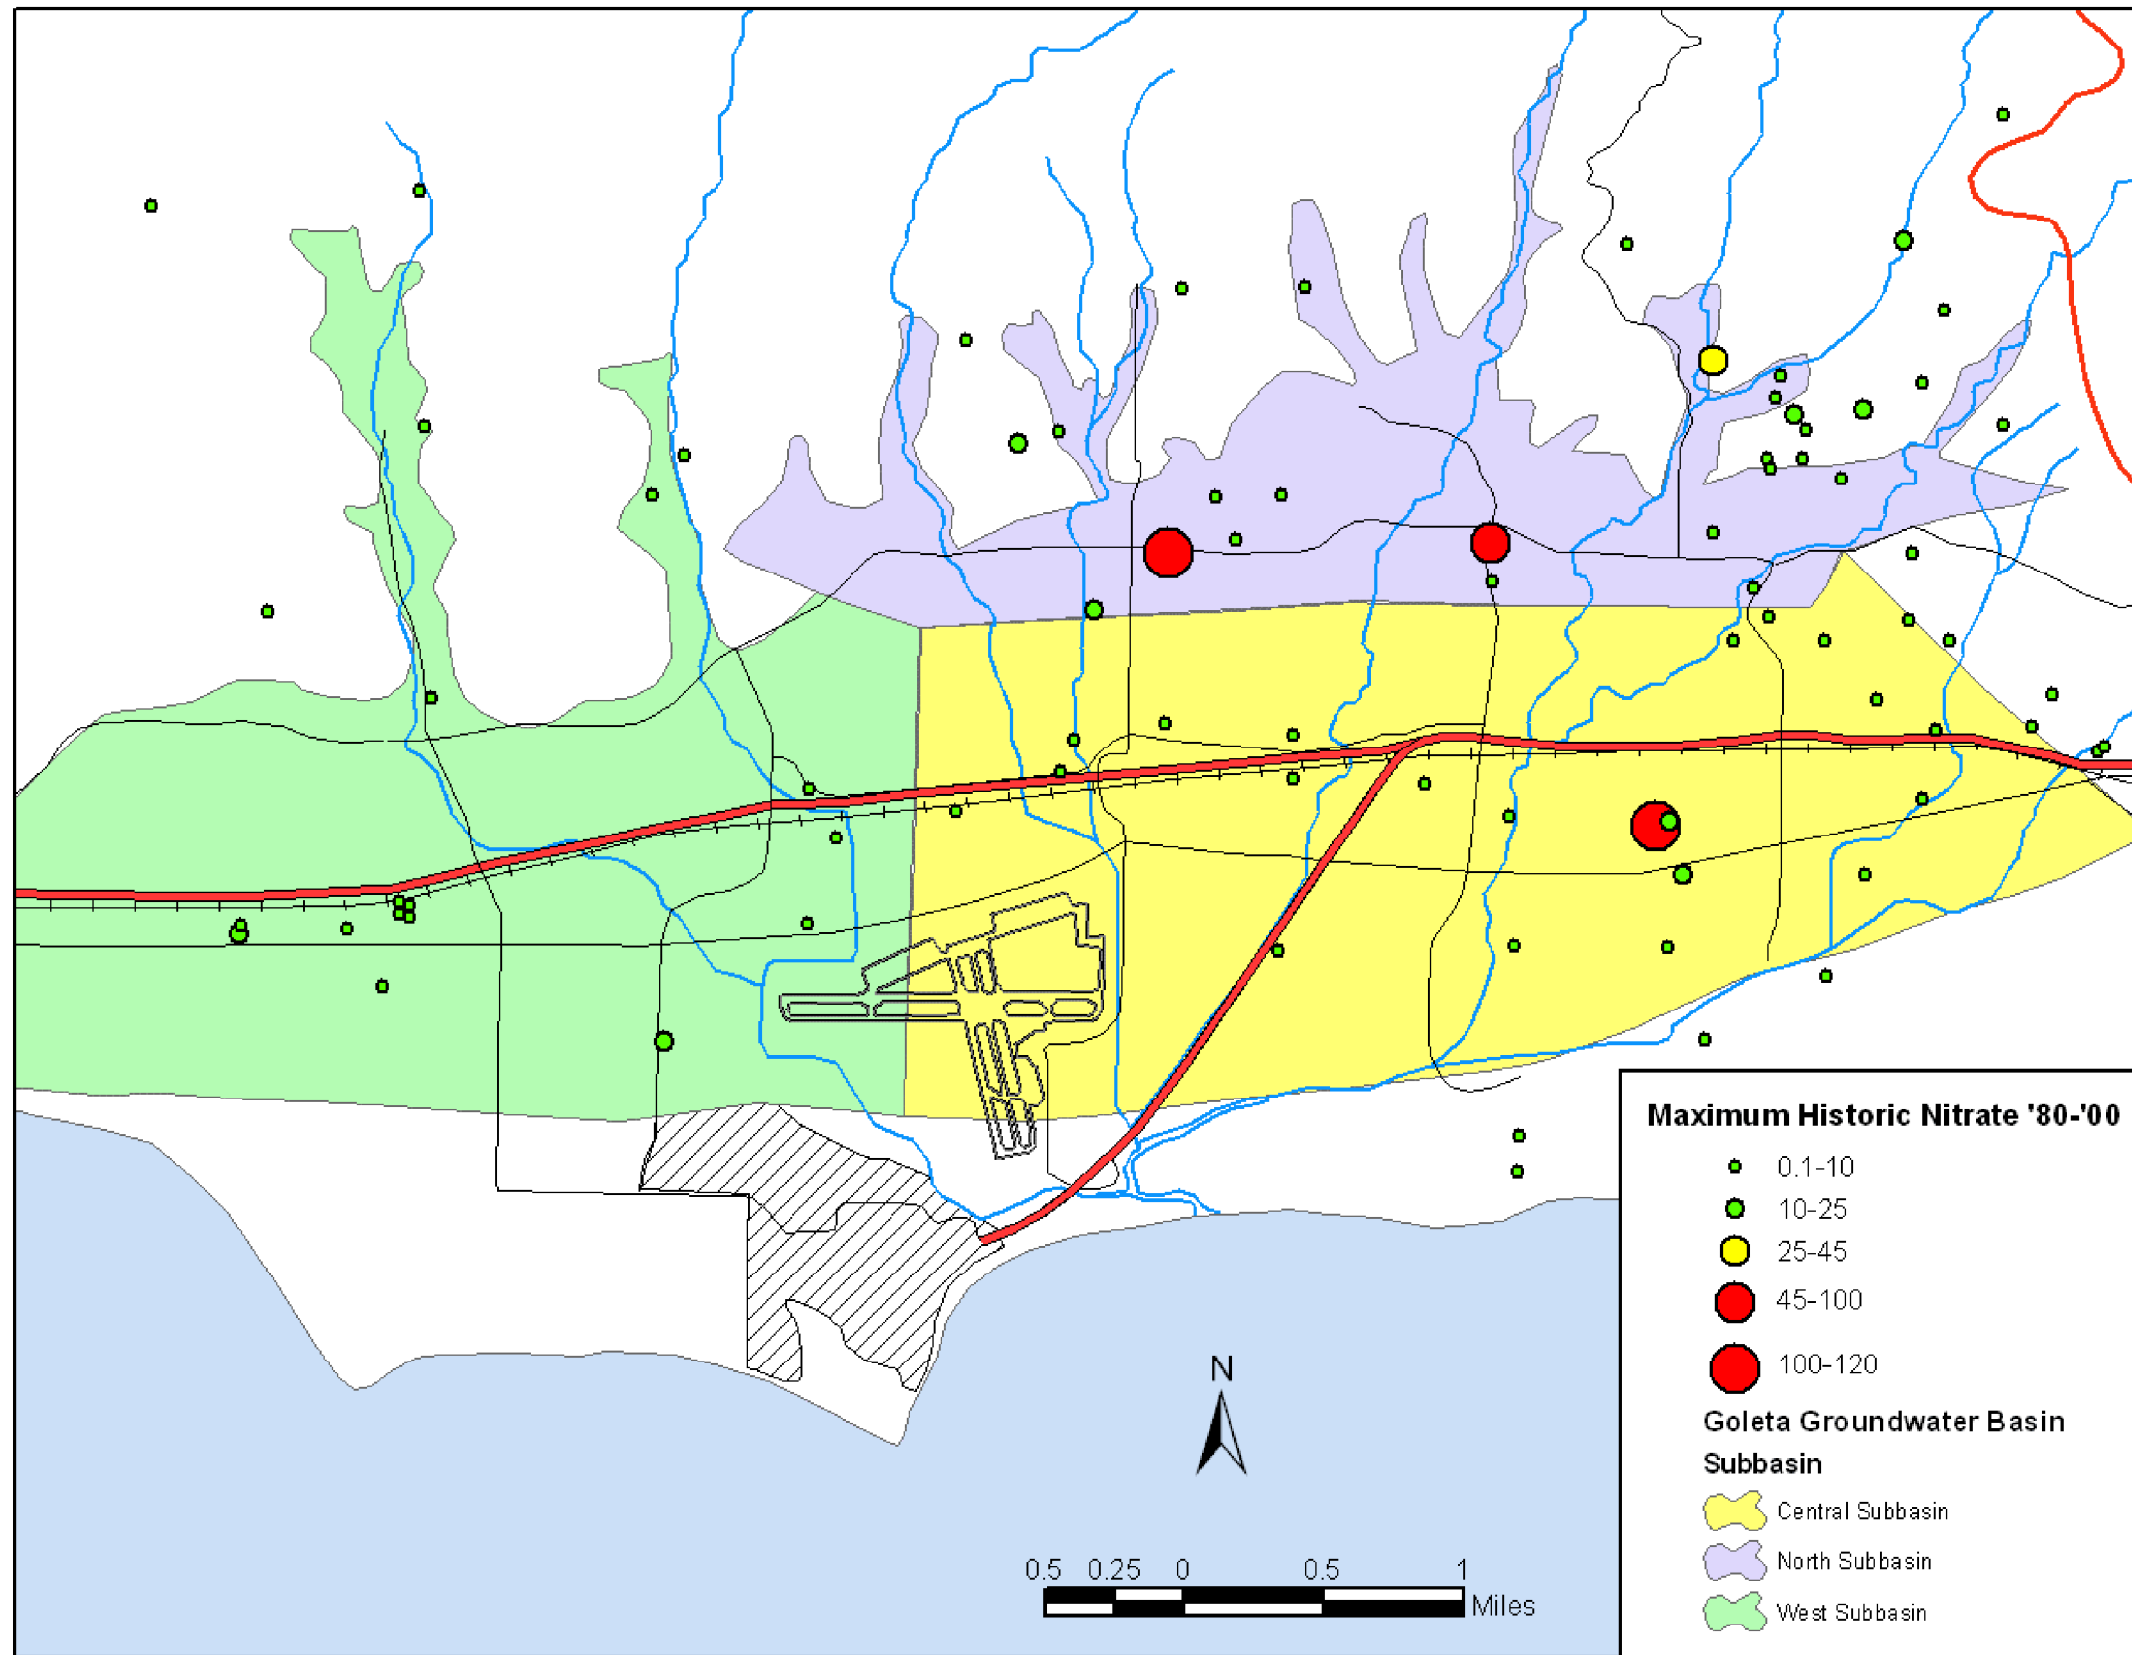 N
0.5 0.25 0 0.5 1
Miles
Maximum Historic Nitrate '80-'00
0.1-10
10-25
25-45
45-100
100-120
Goleta Groundwater Basin
Subbasin
Central Subbasin
North Subbasin
West Subbasin